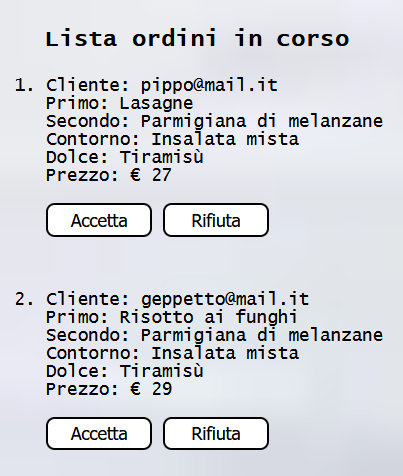 Lista ordini in corso
1. Cliente: pippo@mail.it
Primo: Lasagne
Secondo: Parmigiana di melanzane
Contorno: Insalata mista
Dolce: Tiramisù
Prezzo: € 27
Accetta Rifiuta
2. Cliente: geppetto@mail.it
Primo: Risotto ai funghi
Secondo: Parmigiana di melanzane
Contorno: Insalata mista
Dolce: Tiramisù
Prezzo: € 29
Accetta Rifiuta